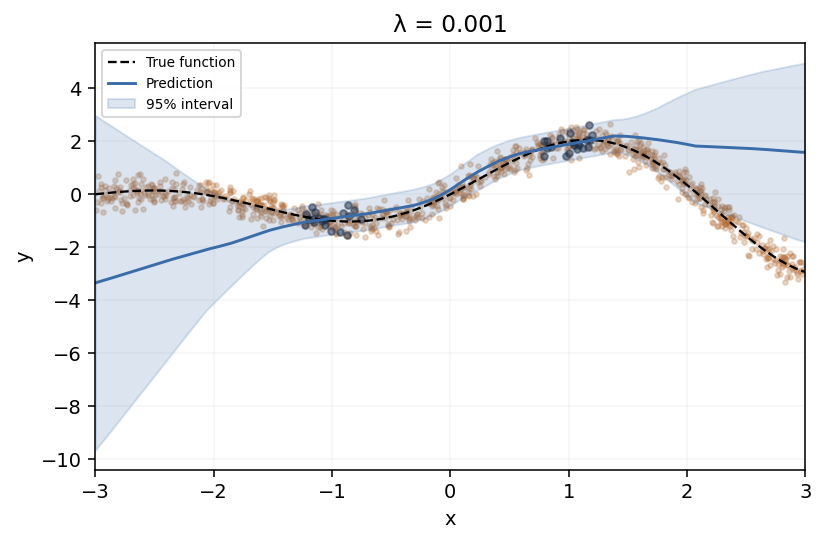 λ = 0.001
True function
Prediction
95% interval
4
2
0
−2
−4
−6
−8
−10
y
−3 −2 −1 0 1 2 3
x